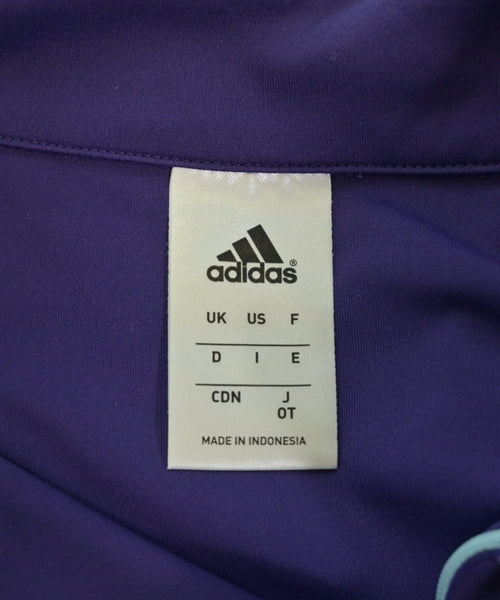 adidas®
UK US F
D I E
CDN J
OT
MADE IN INDONESIA